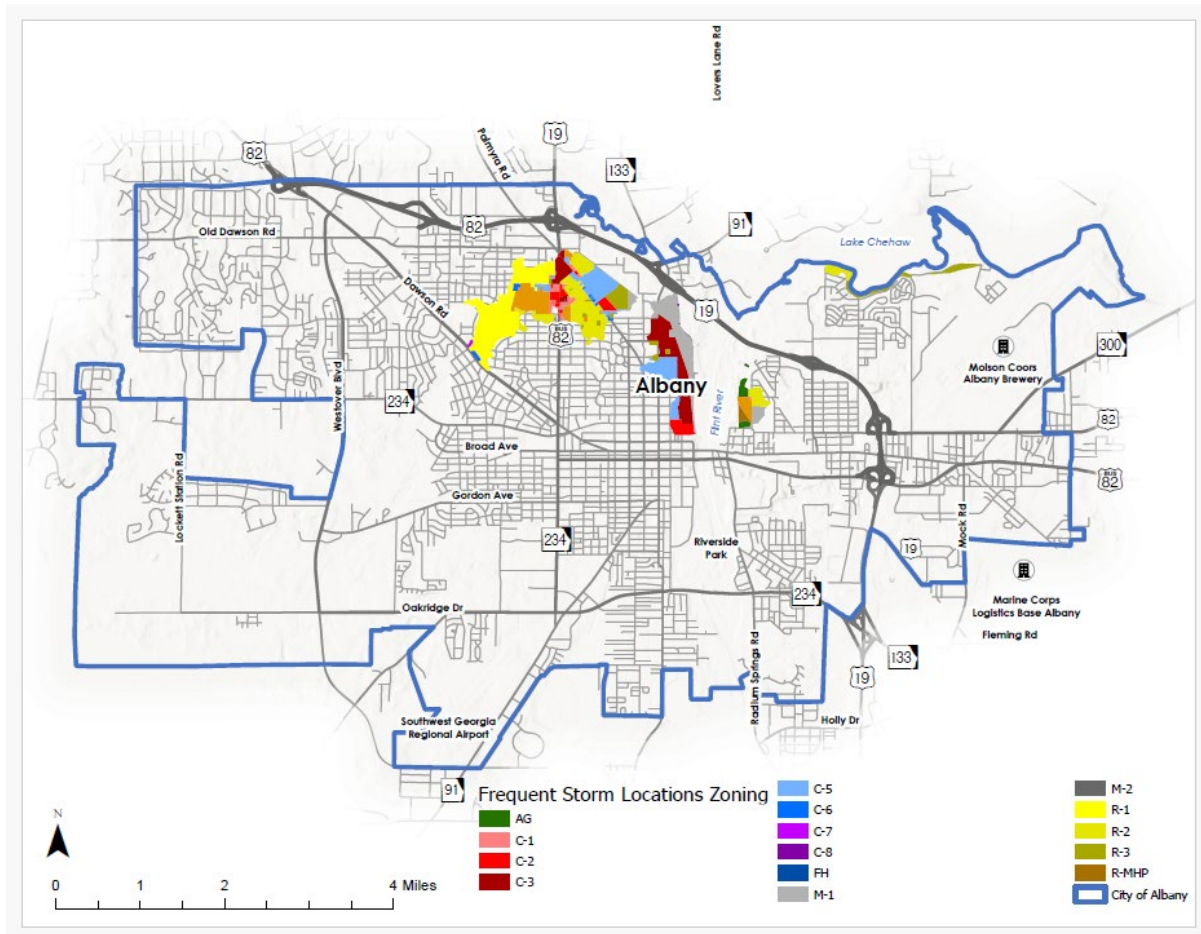 Lovers Lane Rd
82
Palmyra Rd
19
133
91
82
Old Dawson Rd
Lake Chehaw
Dawson Rd
19
BUS
82
300
Molson Coors
Albany Brewery
Albany
Westover Blvd
234
Flint River
82
Broad Ave
Lockett Station Rd
BUS
82
Gordon Ave
234
Mock Rd
19
Riverside
Park
234
Marine Corps
Logistics Base Albany
Oakridge Dr
Fleming Rd
133
Radium Springs Rd
19
Southwest Georgia
Regional Airport
Holly Dr
91
N
0 1 2 4 Miles
Frequent Storm Locations Zoning
AG
C-1
C-2
C-3
C-5
C-6
C-7
C-8
FH
M-1
M-2
R-1
R-2
R-3
R-MHP
City of Albany